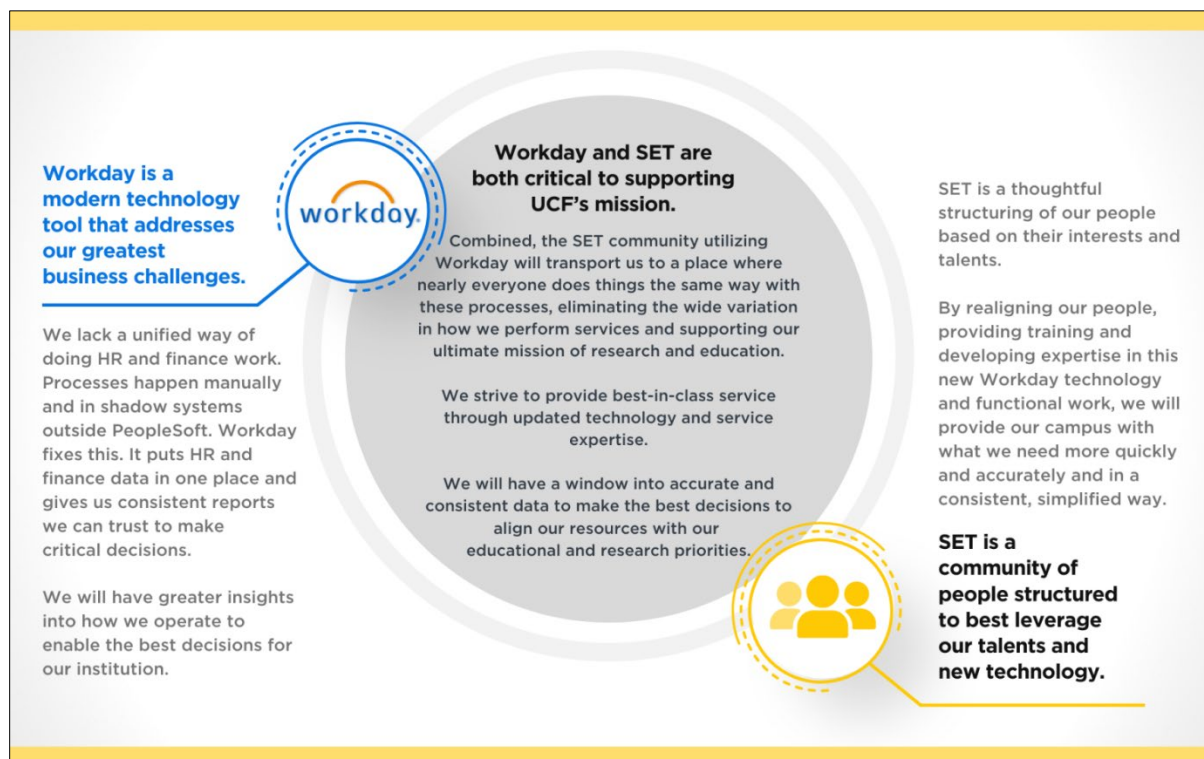 Workday is a
modern technology
tool that addresses
our greatest
business challenges.
We lack a unified way of
doing HR and finance work.
Processes happen manually
and in shadow systems
outside PeopleSoft. Workday
fixes this. It puts HR and
finance data in one place and
gives us consistent reports
we can trust to make
critical decisions.
We will have greater insights
into how we operate to
enable the best decisions for
our institution.
workday.
Workday and SET are
both critical to supporting
UCF's mission.
Combined, the SET community utilizing
Workday will transport us to a place where
nearly everyone does things the same way with
these processes, eliminating the wide variation
in how we perform services and supporting our
ultimate mission of research and education.
We strive to provide best-in-class service
through updated technology and service
expertise.
We will have a window into accurate and
consistent data to make the best decisions to
align our resources with our
educational and research priorities.
SET is a thoughtful
structuring of our people
based on their interests and
talents.
By realigning our people,
providing training and
developing expertise in this
new Workday technology
and functional work, we will
provide our campus with
what we need more quickly
and accurately and in a
consistent, simplified way.
SET is a
community of
people structured
to best leverage
our talents and
new technology.